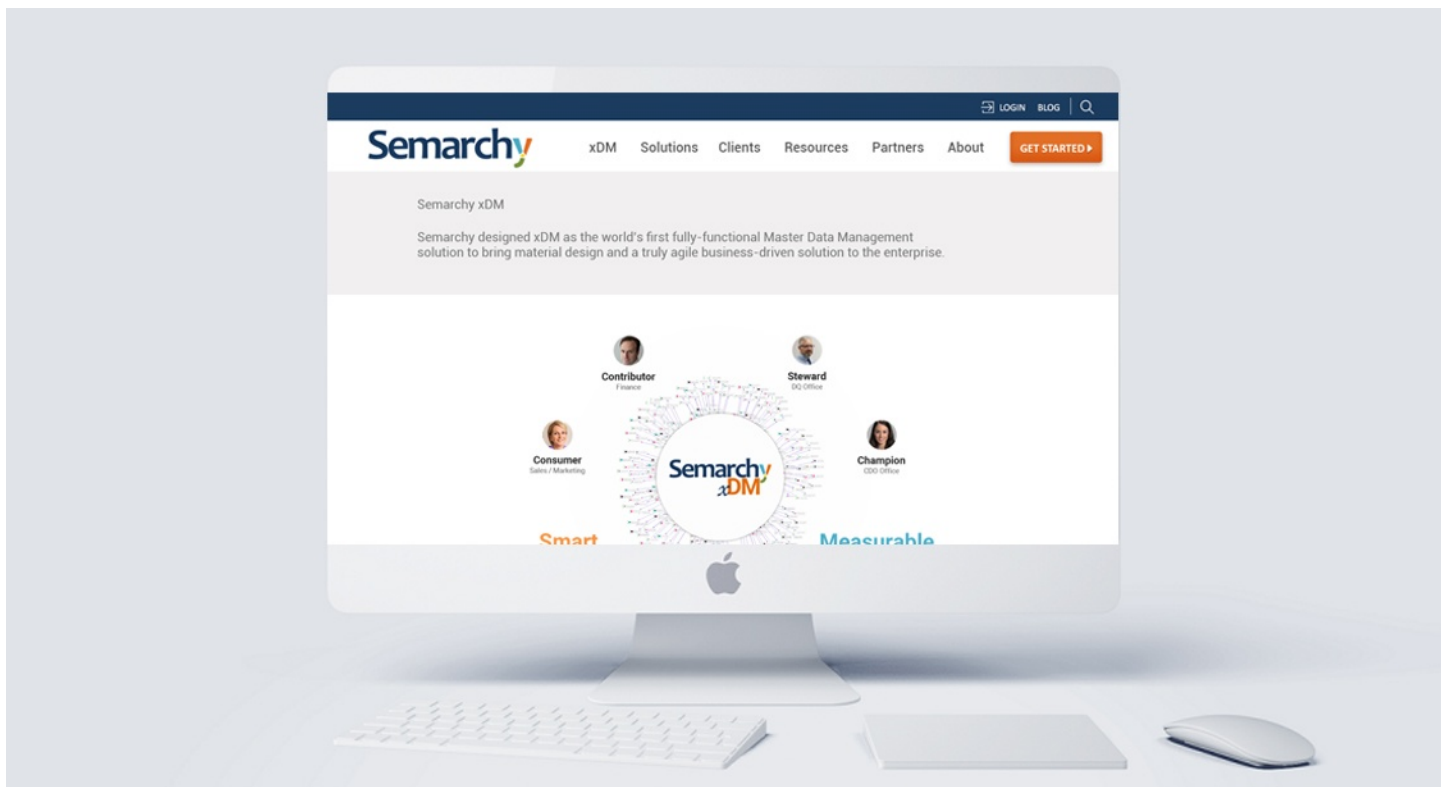 LOGIN BLOG
Semarchy xDM Solutions Clients Resources Partners About GET STARTED
Semarchy xDM
Semarchy designed xDM as the world's first fully-functional Master Data Management
solution to bring material design and a truly agile business-driven solution to the enterprise.
Contributor
Finance
Steward
DQ Office
Consumer
Sales / Marketing
Champion
CDO Office
Semarchy
xDM
Smart
Measurable